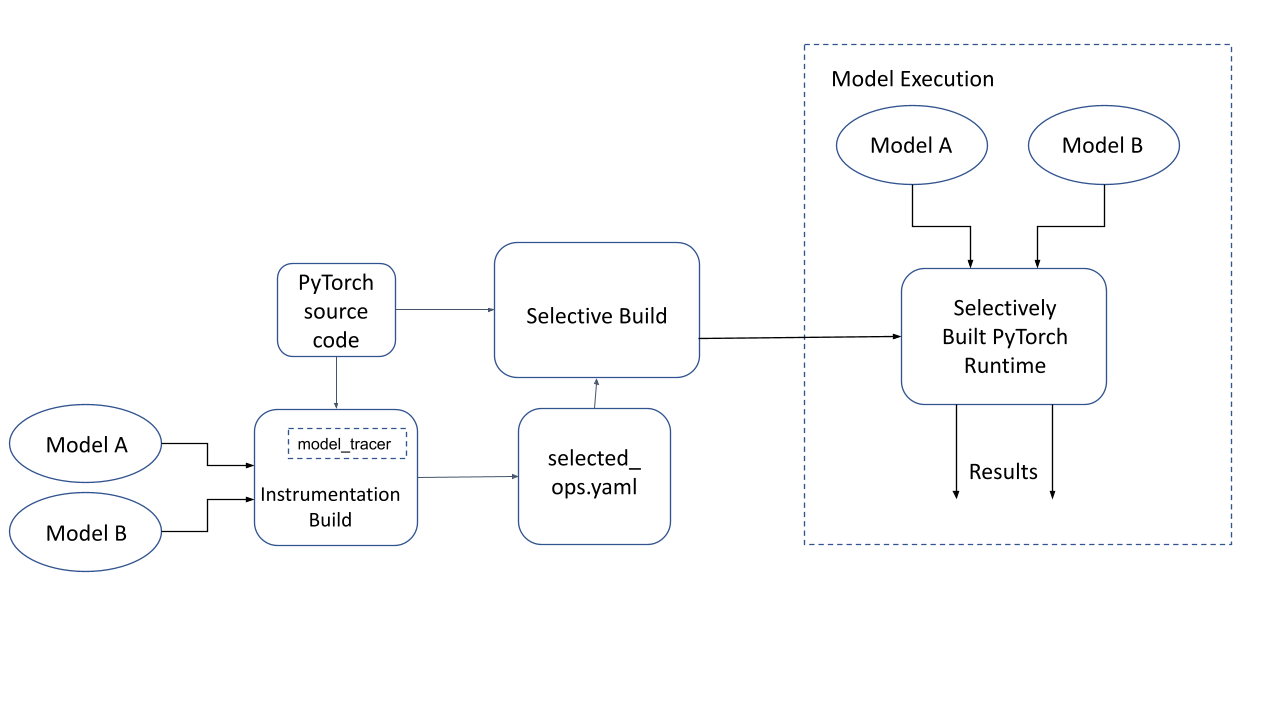 Model Execution
Model A
Model B
PyTorch
source
code
Selective Build
Selectively
Built PyTorch
Runtime
Model A
Model B
model_tracer
Instrumentation
Build
selected_
ops.yaml
Results